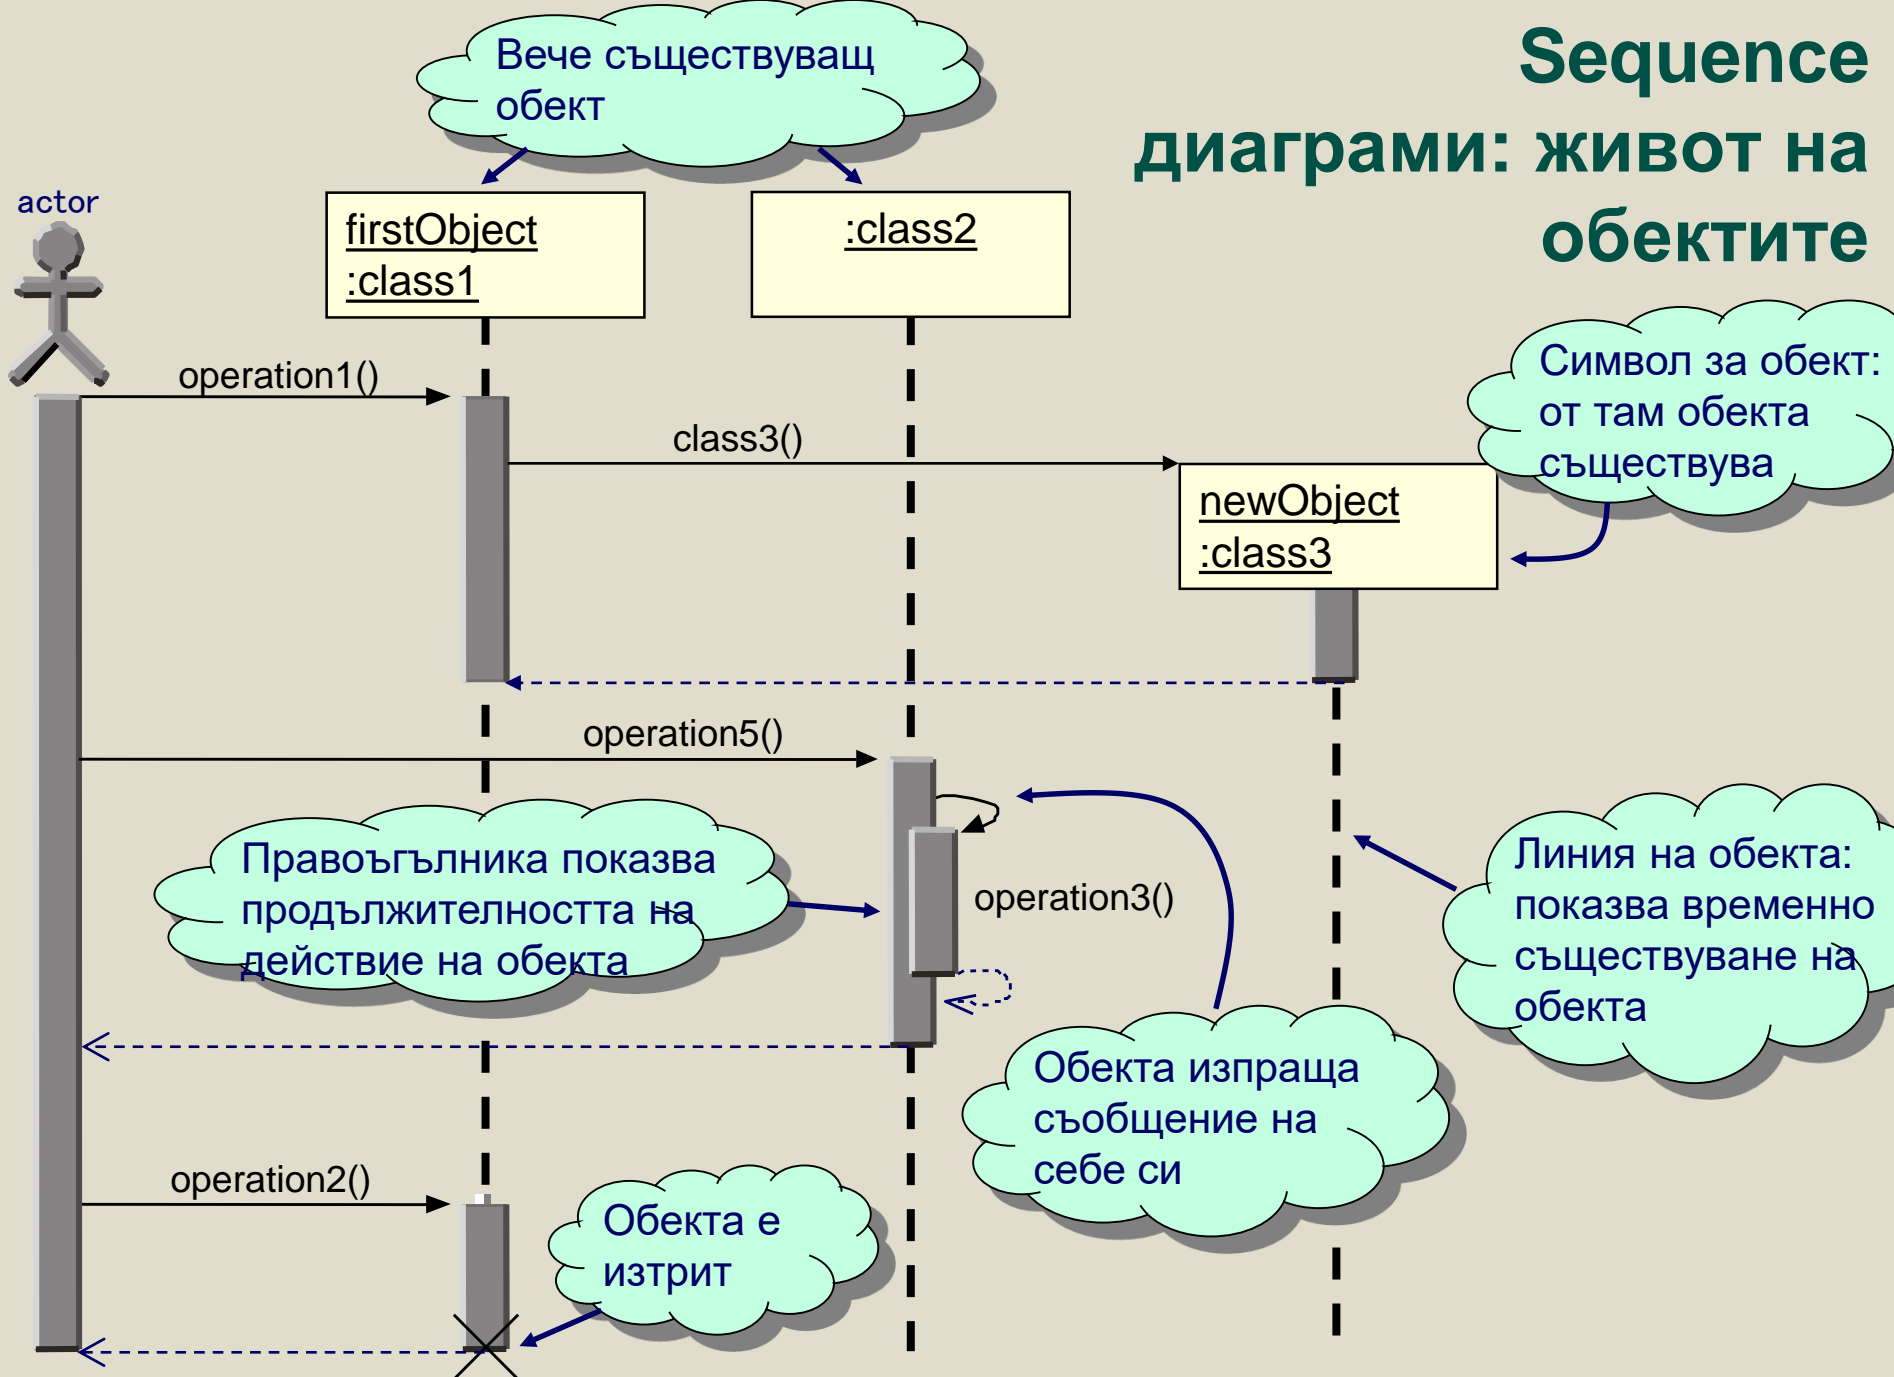 Sequence
диаграми: живот на
обектите
Вече съществуващ
обект
actor
firstObject
:class1
:class2
Символ за обект:
от там обекта
съществува
operation1()
class3()
newObject
:class3
operation5()
Правоъгълника показва
продължителността на
действие на обекта
operation3()
Линия на обекта:
показва временно
съществуване на
обекта
Обекта изпраща
съобщение на
себе си
operation2()
Обекта е
изтрит